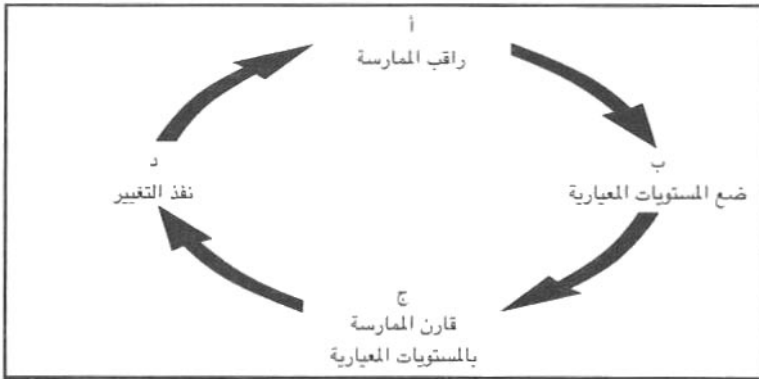 أ
راقب الممارسة
ب
ضع المستويات المعيارية
ج
قارن الممارسة
بالمستويات المعيارية
د
نفذ التغيير